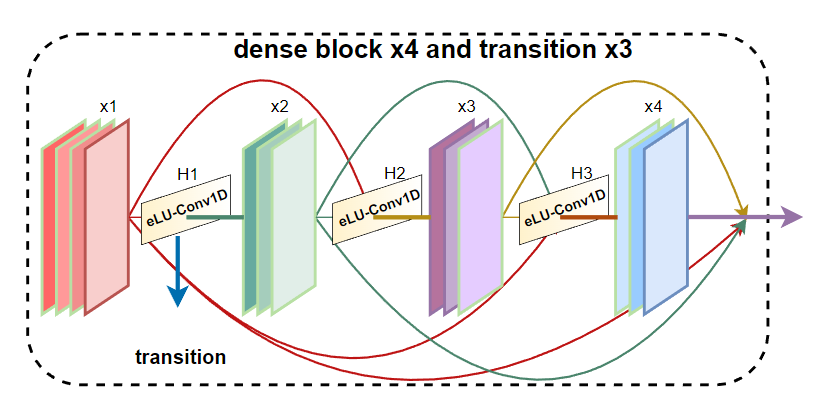 dense block x4 and transition x3
x1
x2
x3
x4
H1
H2
H3
eLU-Conv1D
eLU-Conv1D
eLU-Conv1D
transition